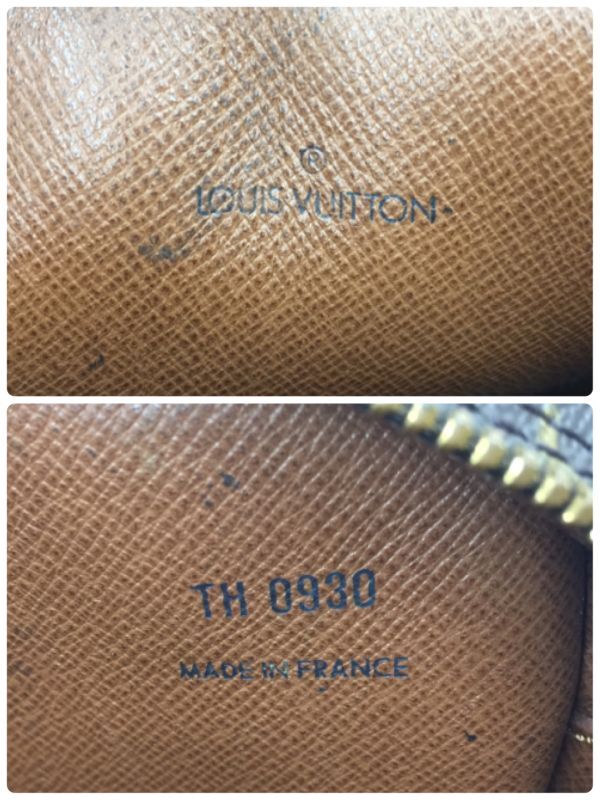 ®
LOUIS VUITTON
TH 0930
MADE IN FRANCE